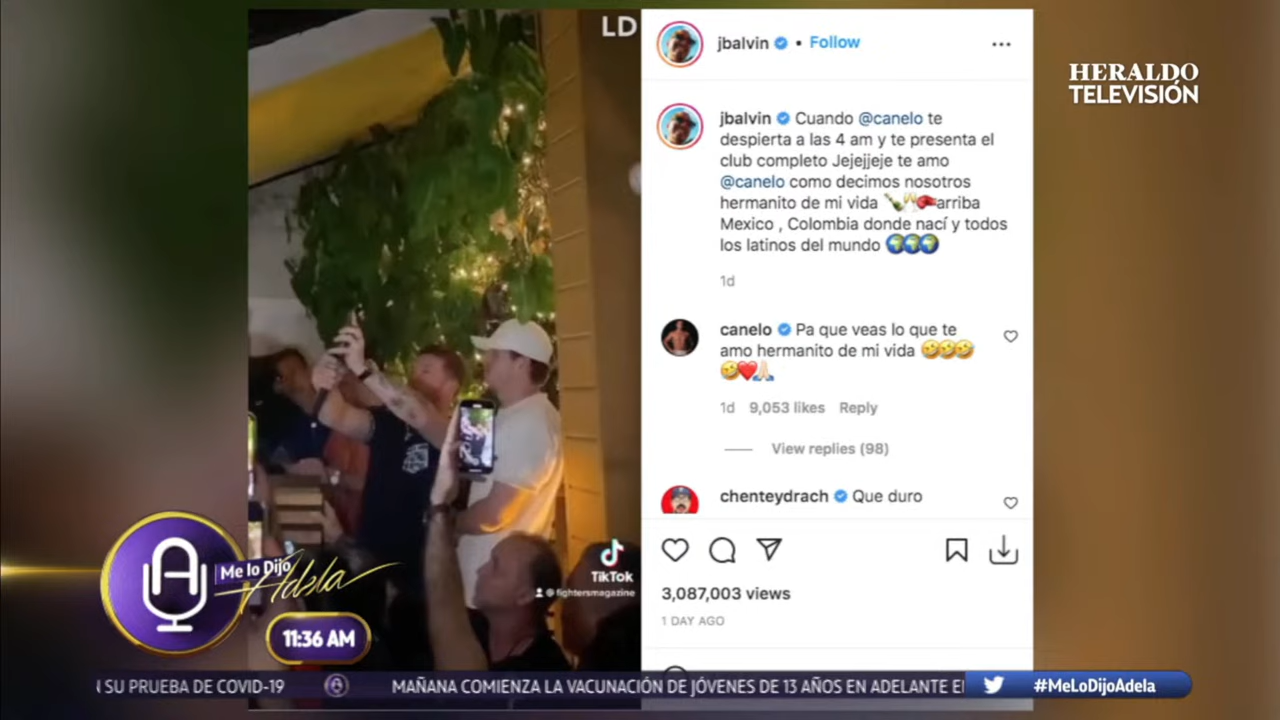 LD
jbalvin • Follow
HERALDO
TELEVISIÓN
jbalvin Cuando @canelo te
despierta a las 4 am y te presenta el
club completo Jejejjeje te amo
@canelo como decimos nosotros
hermanito de mi vida 🍾🥂🥊arriba
Mexico , Colombia donde nací y todos
los latinos del mundo 🌍🌍🌍
1d
canelo Pa que veas lo que te
amo hermanito de mi vida 🤣🤣🤣
🤣❤️🙏🏻
1d 9,053 likes Reply
View replies (98)
chenteydrach Que duro
TikTok
@fightersmagazine
3,087,003 views
1 DAY AGO
Me lo Dijo
Adela
11:36 AM
SU PRUEBA DE COVID-19 MAÑANA COMIENZA LA VACUNACIÓN DE JÓVENES DE 13 AÑOS EN ADELANTE
#MeLoDijoAdela